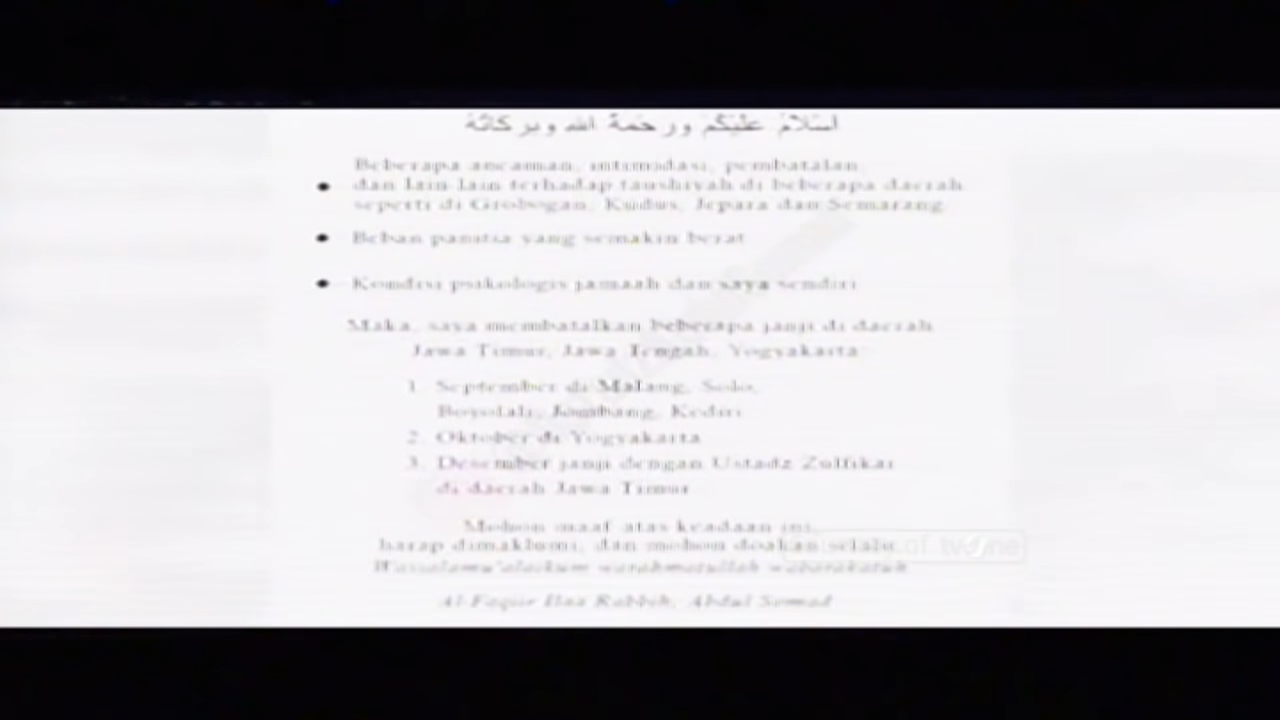 السلام عليكم ورحمة الله وبركاته
Beberapa ancaman, intimidasi, pembatalan,
dan lain-lain terhadap taushiyah di beberapa daerah
seperti di Grobogan, Kudus, Jepara dan Semarang.
Beban panitia yang semakin berat
Kondisi psikologis jamaah dan saya sendiri
Maka, saya membatalkan beberapa janji di daerah
Jawa Timur, Jawa Tengah, Yogyakarta:
1. September di Malang, Solo,
Boyolali, Jombang, Kediri
2. Oktober di Yogyakarta
3. Desember janji dengan Ustadz Zulfikar
di daerah Jawa Timur
Mohon maaf atas keadaan ini,
harap dimaklumi, dan mohon doakan selalu.
Wassalamu'alaikum warahmatullah wabarakatuh
Al-Faqir Ilaa Rabbih, Abdul Somad
of tvOne